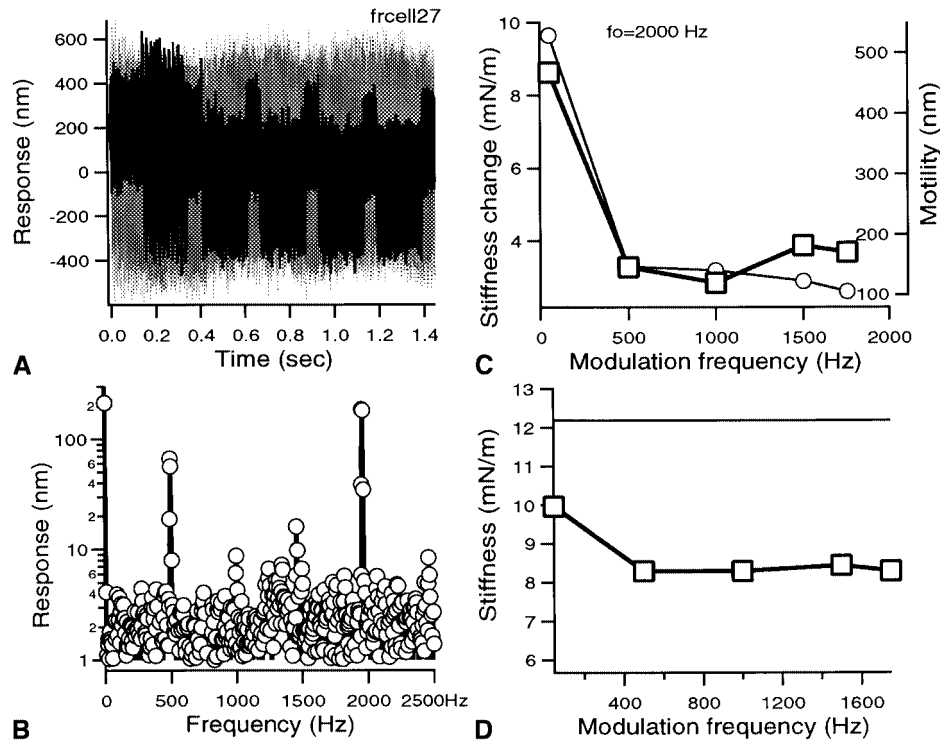 frcell27
600
400
200
0
-200
-400
Response (nm)
0.0 0.2 0.4 0.6 0.8 1.0 1.2 1.4
Time (sec)
A
10
8
6
4
Stiffness change (mN/m)
fo=2000 Hz
500
400
300
200
100
Motility (nm)
0 500 1000 1500 2000
Modulation frequency (Hz)
C
2
100
6
4
2
10
6
4
2
1
Response (nm)
0 500 1000 1500 2000 2500Hz
Frequency (Hz)
B
13
12
11
10
9
8
7
6
Stiffness (mN/m)
400 800 1200 1600
Modulation frequency (Hz)
D